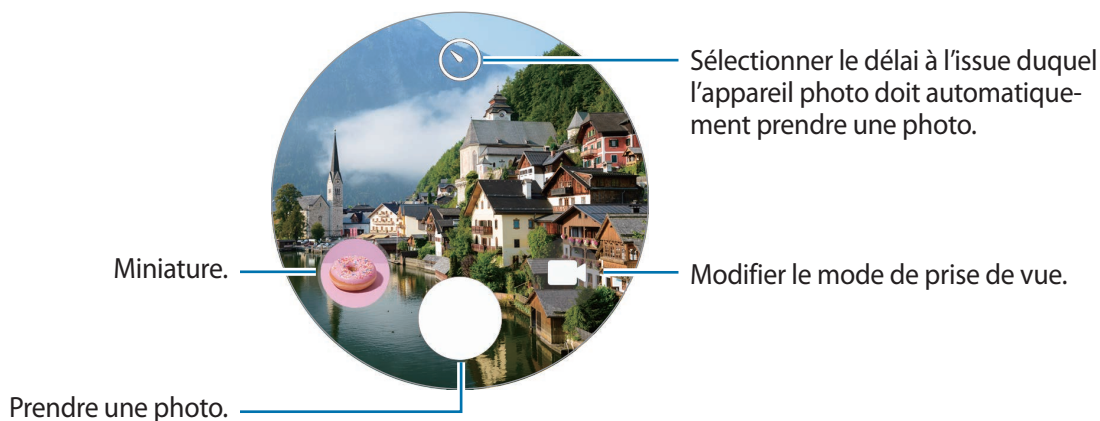 Sélectionner le délai à l’issue duquel
l’appareil photo doit automatique-
ment prendre une photo.
Miniature.
Modifier le mode de prise de vue.
Prendre une photo.